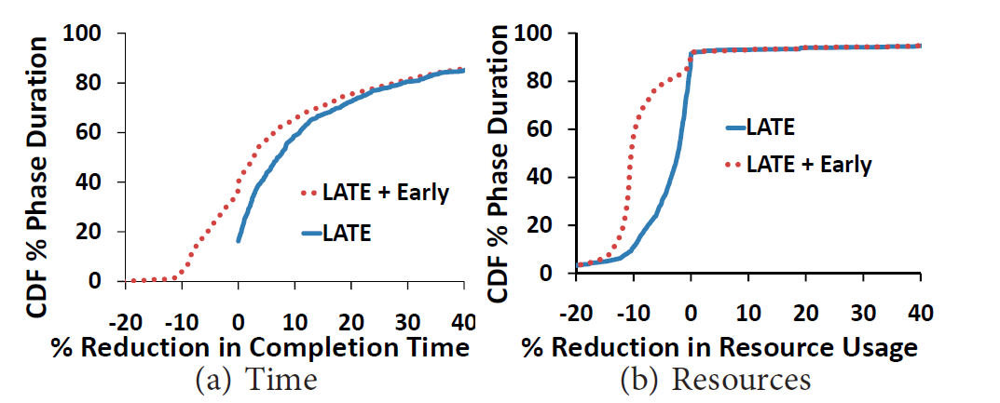 CDF % Phase Duration
100
80
60
40
20
0
LATE + Early
LATE
-20 -10 0 10 20 30 40
% Reduction in Completion Time
(a) Time
CDF % Phase Duration
100
80
60
40
20
0
LATE
LATE + Early
-20 -10 0 10 20 30 40
% Reduction in Resource Usage
(b) Resources